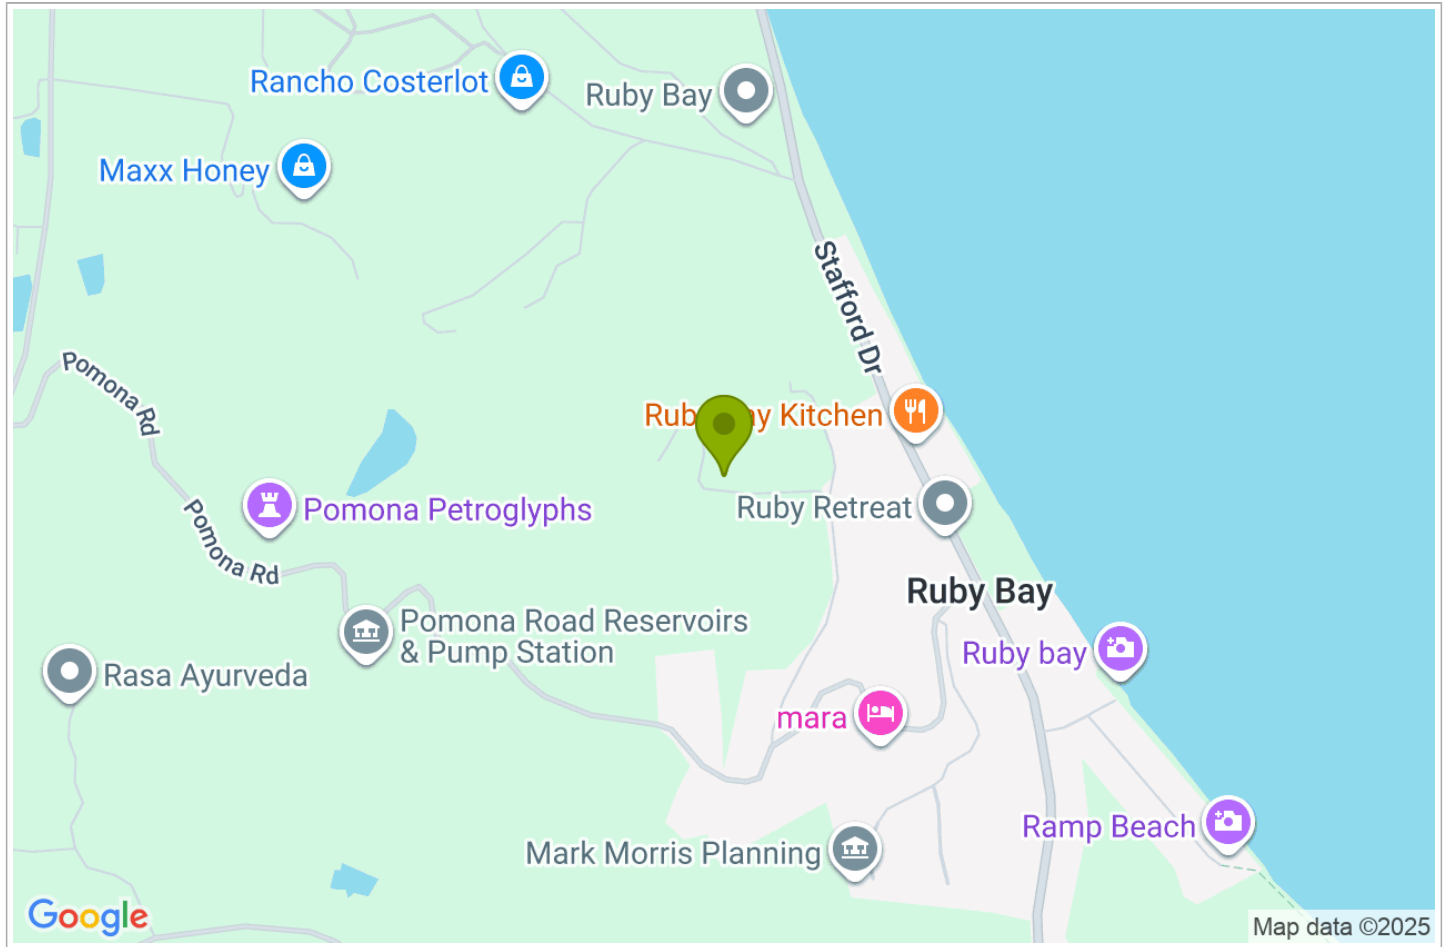 Rancho Costerlot
Ruby Bay
Maxx Honey
Stafford Dr
Pomona Rd
Ruby Bay Kitchen
Pomona Petroglyphs
Ruby Retreat
Pomona Rd
Ruby Bay
Pomona Road Reservoirs
& Pump Station
Ruby bay
Rasa Ayurveda
mara
Ramp Beach
Mark Morris Planning
Google
Map data ©2025